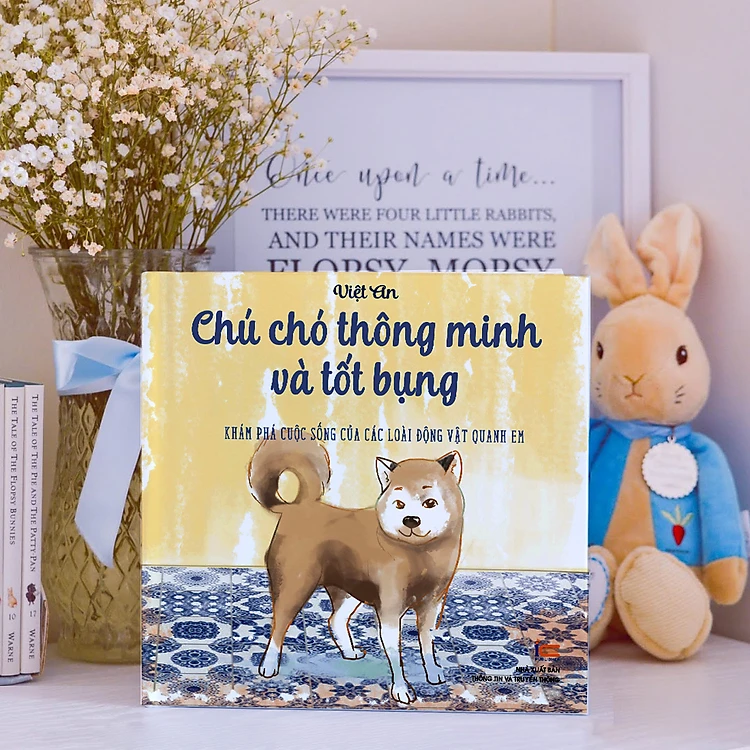 Once upon a time...
THERE WERE FOUR LITTLE RABBITS,
AND THEIR NAMES WERE
FLOPSY, MOPSY
Việt An
Chú chó thông minh
và tốt bụng
KHÁM PHÁ CUỘC SỐNG CỦA CÁC LOÀI ĐỘNG VẬT QUANH EM
NHÀ XUẤT BẢN
THÔNG TIN VÀ TRUYỀN THÔNG
THE TALE OF THE FLOPSY BUNNIES
10
WARNE
THE TALE OF THE PIE AND THE PATTY-PAN
17
WARNE